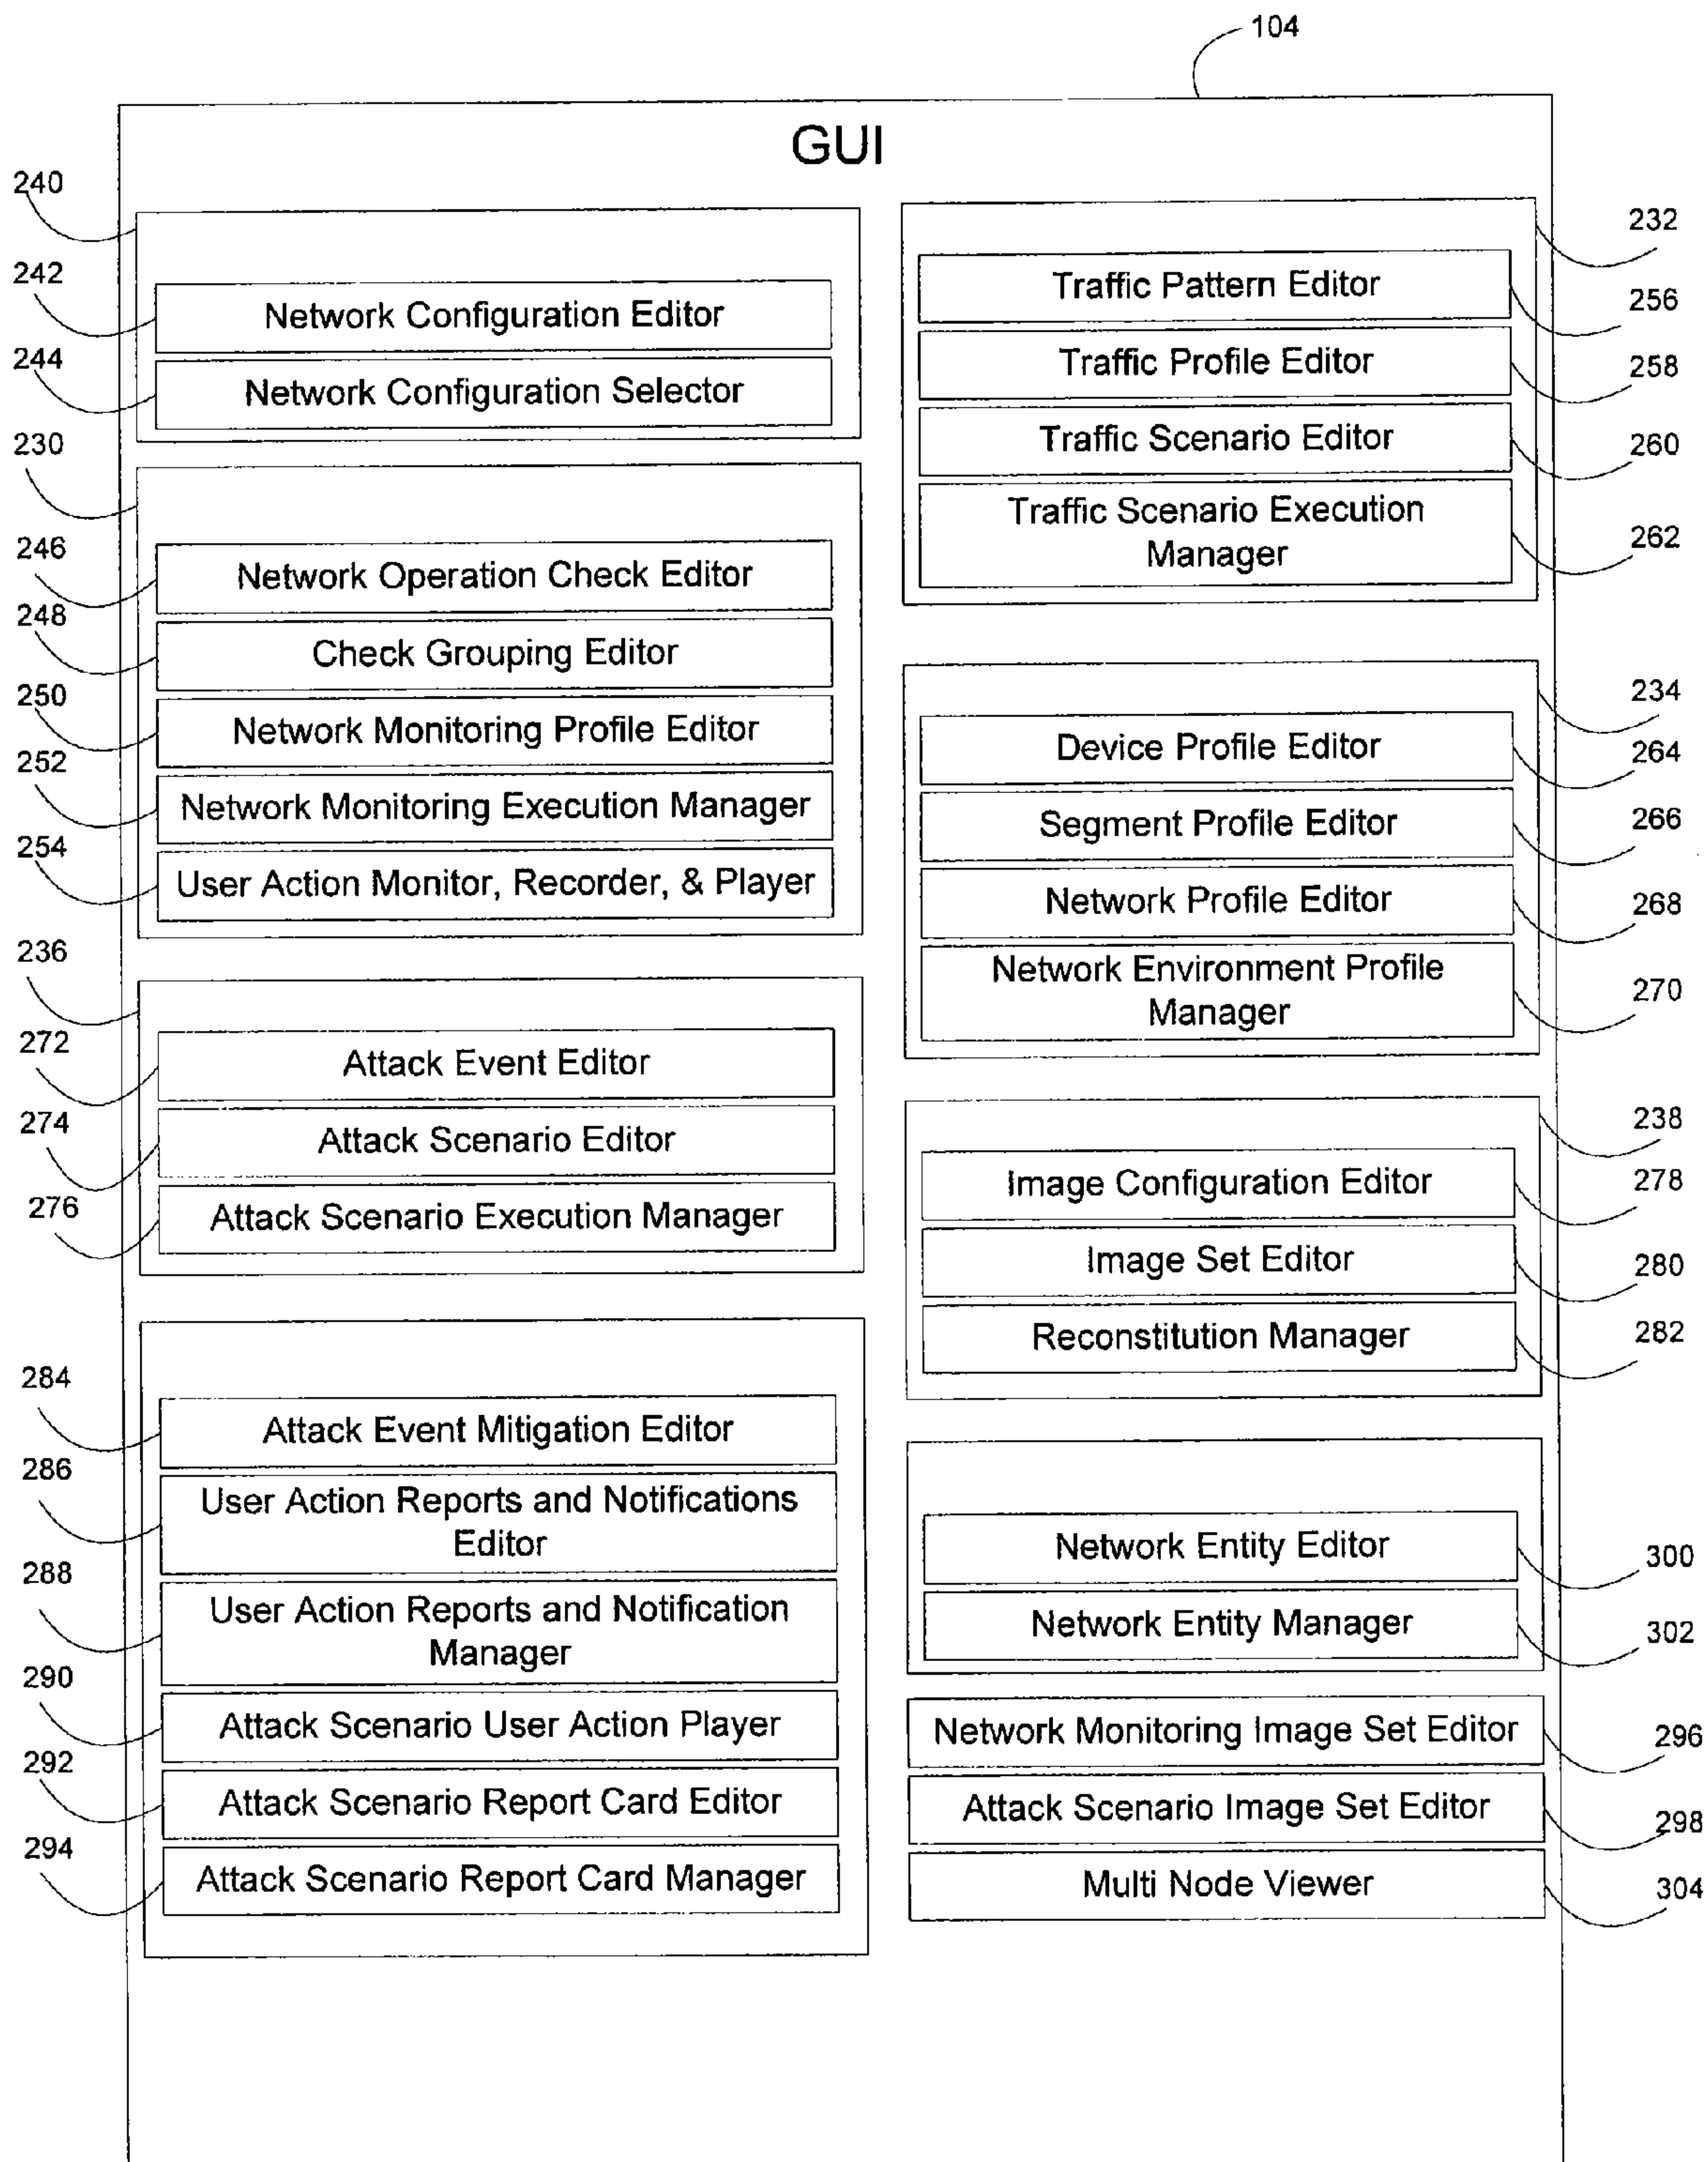 104
GUI
240
242
Network Configuration Editor
244
Network Configuration Selector
230
246
Network Operation Check Editor
248
Check Grouping Editor
250
Network Monitoring Profile Editor
252
Network Monitoring Execution Manager
254
User Action Monitor, Recorder, & Player
236
272
Attack Event Editor
274
Attack Scenario Editor
276
Attack Scenario Execution Manager
284
Attack Event Mitigation Editor
286
User Action Reports and Notifications
Editor
288
User Action Reports and Notification
Manager
290
Attack Scenario User Action Player
292
Attack Scenario Report Card Editor
294
Attack Scenario Report Card Manager
232
Traffic Pattern Editor
256
Traffic Profile Editor
258
Traffic Scenario Editor
260
Traffic Scenario Execution
Manager
262
234
Device Profile Editor
264
Segment Profile Editor
266
Network Profile Editor
268
Network Environment Profile
Manager
270
238
Image Configuration Editor
278
Image Set Editor
280
Reconstitution Manager
282
Network Entity Editor
300
Network Entity Manager
302
Network Monitoring Image Set Editor
296
Attack Scenario Image Set Editor
298
Multi Node Viewer
304